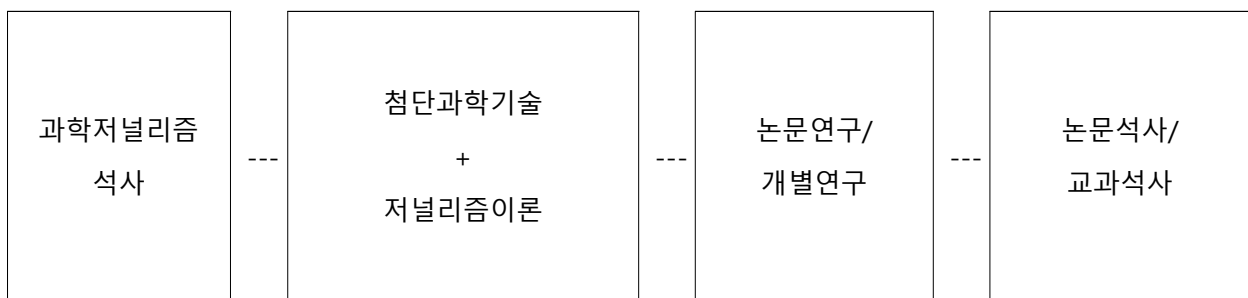 과학저널리즘
석사
---
첨단과학기술
+
저널리즘이론
---
논문연구/
개별연구
---
논문석사/
교과석사